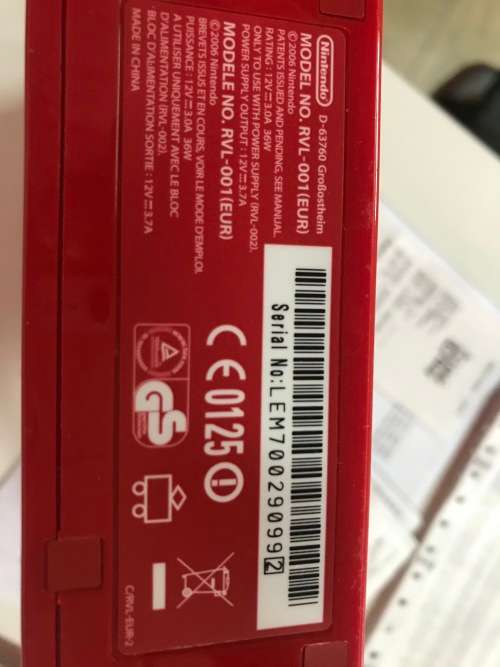 Nintendo D-63760 Großostheim
MODEL NO. RVL-001(EUR)
©2006 Nintendo
PATENTS ISSUED AND PENDING, SEE MANUAL.
RATING : 12V⎓3.0A 36W
ONLY TO USE WITH POWER SUPPLY (RVL-002),
POWER SUPPLY OUTPUT : 12V⎓3.7A
MODELE NO. RVL-001(EUR)
©2006 Nintendo
BREVETS ISSUS ET EN COURS, VOIR LE MODE D'EMPLOI.
PUISSANCE : 12V⎓3.0A 36W
A UTILISER UNIQUEMENT AVEC LE BLOC
D'ALIMENTATION (RVL-002),
'BLOC D'ALIMENTATION SORTIE : 12V⎓3.7A
MADE IN CHINA
Serial No:LEM70029099 2
CE 0125
GS
C/RVL-EUR-2